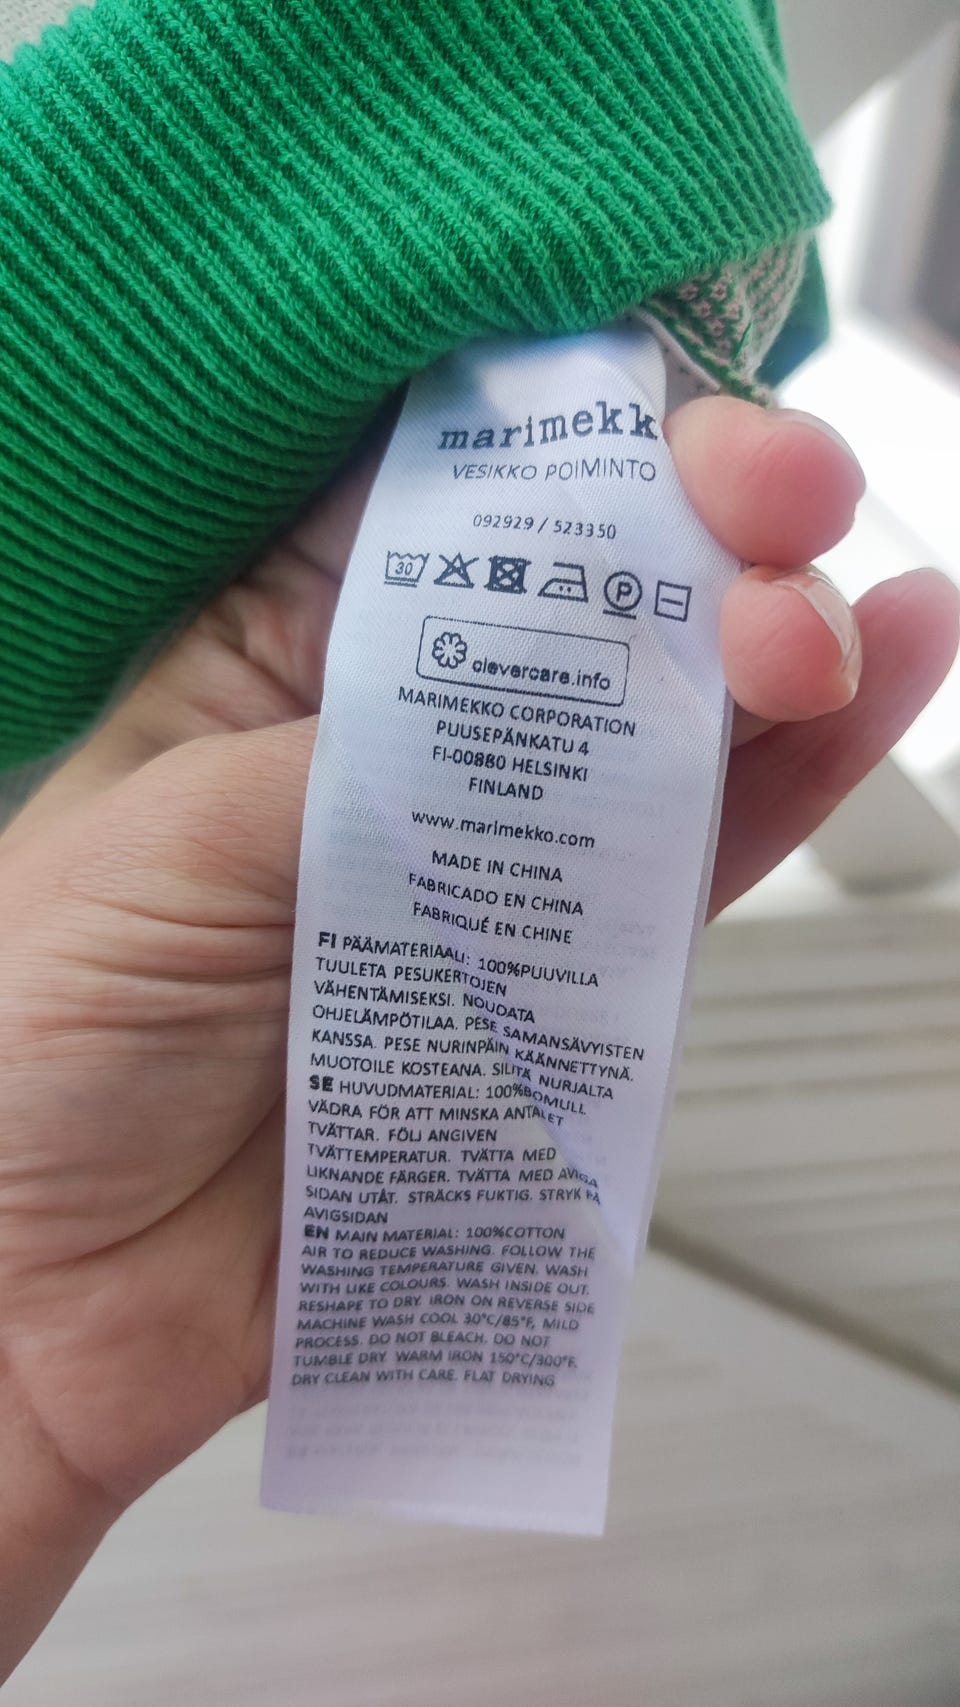 marimekk
VESIKKO POIMINTO
092929 / 523350
30
P
clevercare.info
MARIMEKKO CORPORATION
PUUSEPÄNKATU 4
FI-00880 HELSINKI
FINLAND
www.marimekko.com
MADE IN CHINA
FABRICADO EN CHINA
FABRIQUÉ EN CHINE
FI PÄÄMATERIAALI: 100%PUUVILLA
TUULETA PESUKERTOJEN
VÄHENTÄMISEKSI. NOUDATA
OHJELÄMPÖTILAA. PESE SAMANSÄVYISTEN
KANSSA. PESE NURINPÄIN KÄÄNNETTYNÄ.
MUOTOILE KOSTEANA. SILITÄ NURJALTA
SE HUVUDMATERIAL: 100%BOMULL
VÄDRA FÖR ATT MINSKA ANTALET
TVÄTTAR. FÖLJ ANGIVEN
TVÄTTEMPERATUR. TVÄTTA MED
LIKNANDE FÄRGER. TVÄTTA MED AVIGA
SIDAN UTÅT. STRÄCKS FUKTIG. STRYK PÅ
AVIGSIDAN
EN MAIN MATERIAL: 100%COTTON
AIR TO REDUCE WASHING. FOLLOW THE
WASHING TEMPERATURE GIVEN. WASH
WITH LIKE COLOURS. WASH INSIDE OUT.
RESHAPE TO DRY. IRON ON REVERSE SIDE
MACHINE WASH COOL 30°C/85°F, MILD
PROCESS. DO NOT BLEACH. DO NOT
TUMBLE DRY. WARM IRON 150°C/300°F.
DRY CLEAN WITH CARE. FLAT DRYING